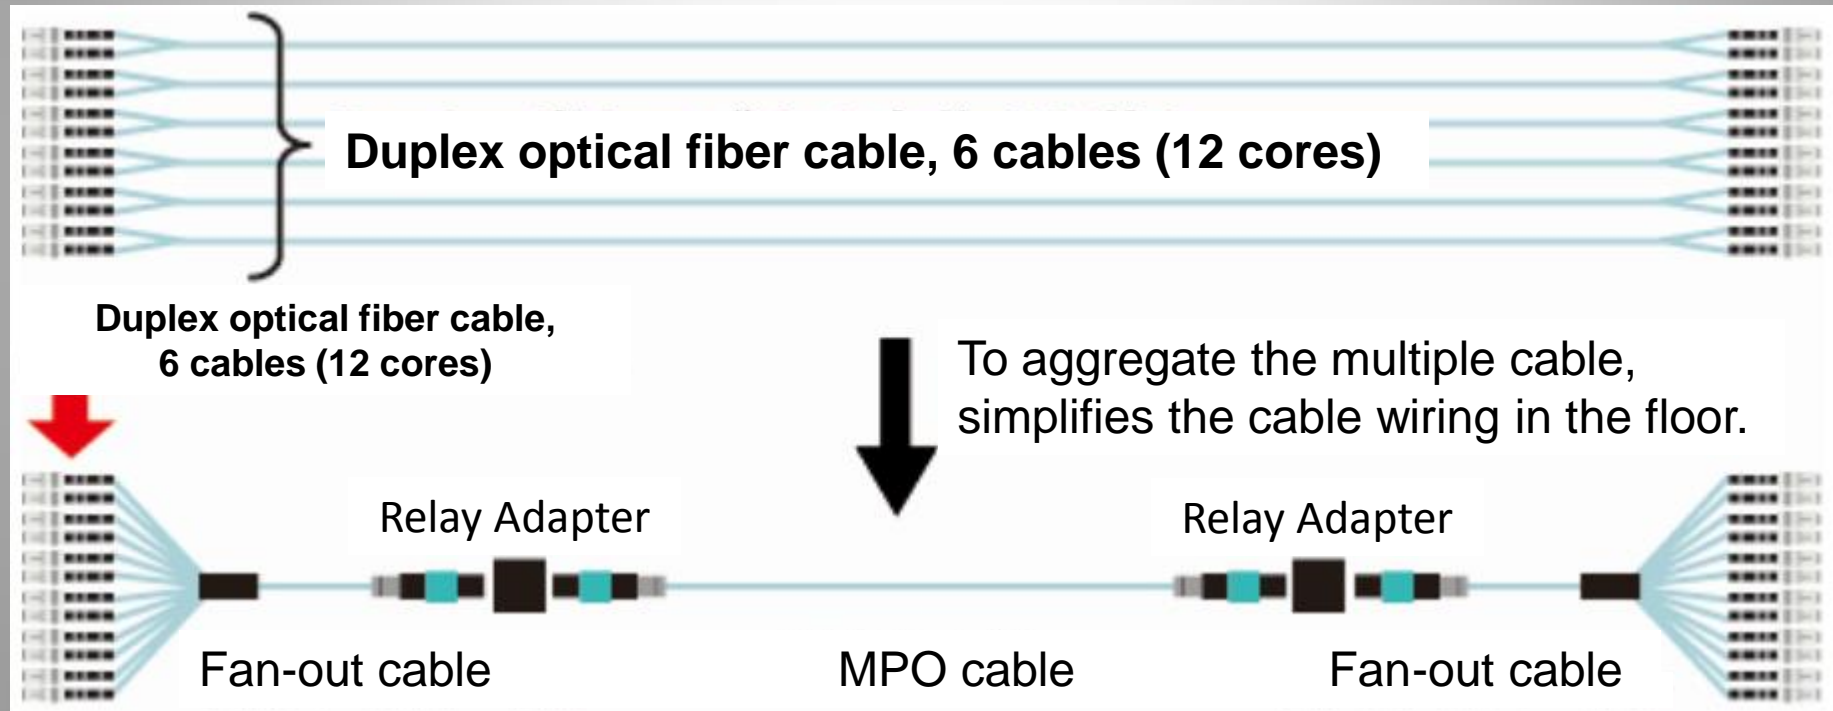 Duplex optical fiber cable, 6 cables (12 cores)
Duplex optical fiber cable,
6 cables (12 cores)
To aggregate the multiple cable,
simplifies the cable wiring in the floor.
Relay Adapter
Relay Adapter
Fan-out cable
MPO cable
Fan-out cable